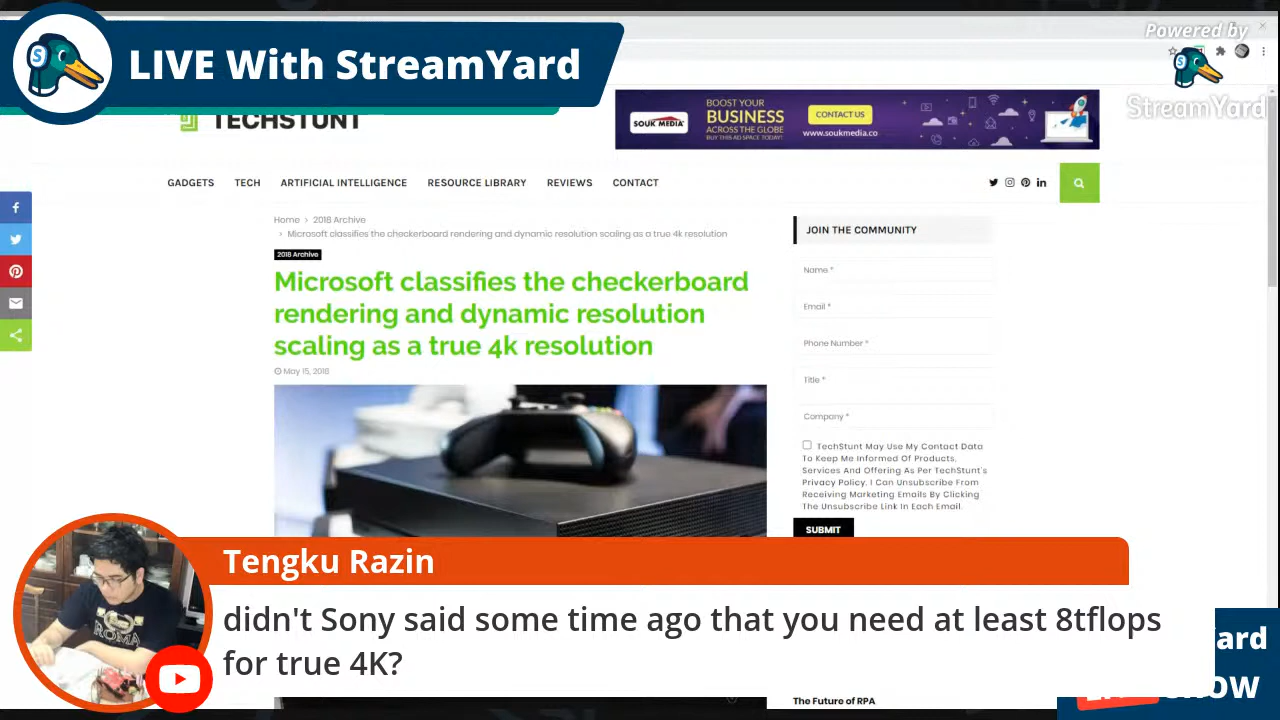 LIVE With StreamYard
Powered by
StreamYard
TECHSTUNT
SOUK MEDIA
BOOST YOUR
BUSINESS
ACROSS THE GLOBE
BUY THIS AD SPACE TODAY!
CONTACT US
www.soukmedia.co
GADGETS TECH ARTIFICIAL INTELLIGENCE RESOURCE LIBRARY REVIEWS CONTACT
Home › 2018 Archive
› Microsoft classifies the checkerboard rendering and dynamic resolution scaling as a true 4k resolution
2018 Archive
Microsoft classifies the checkerboard
rendering and dynamic resolution
scaling as a true 4k resolution
May 15, 2018
JOIN THE COMMUNITY
Name *
Email *
Phone Number *
Title *
Company *
TechStunt May Use My Contact Data
To Keep Me Informed Of Products,
Services And Offering As Per TechStunt's
Privacy Policy. I Can Unsubscribe From
Receiving Marketing Emails By Clicking
The Unsubscribe Link In Each Email.
SUBMIT
Tengku Razin
didn't Sony said some time ago that you need at least 8tflops
for true 4K?
ROMA
The Future of RPA